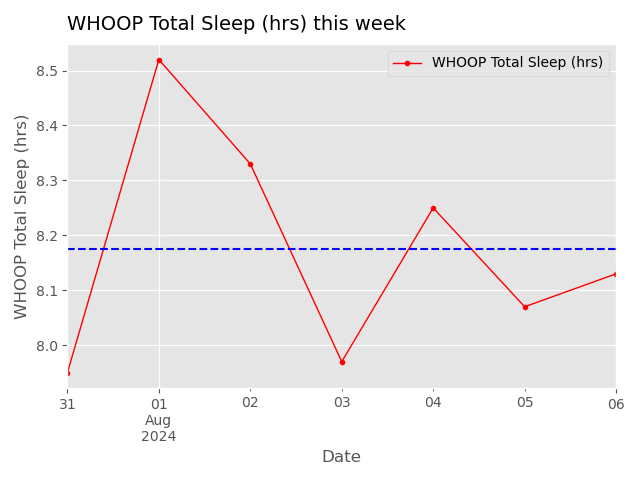 WHOOP Total Sleep (hrs) this week
WHOOP Total Sleep (hrs)
WHOOP Total Sleep (hrs)
8.5
8.4
8.3
8.2
8.1
8.0
31 01 02 03 04 05 06
Aug
2024
Date